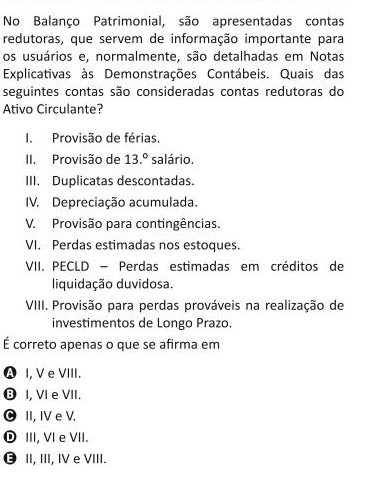 No Balanço Patrimonial, são apresentadas contas
redutoras, que servem de informação importante para
os usuários e, normalmente, são detalhadas em Notas
Explicativas às Demonstrações Contábeis. Quais das
seguintes contas são consideradas contas redutoras do
Ativo Circulante?
I. Provisão de férias.
II. Provisão de 13.º salário.
III. Duplicatas descontadas.
IV. Depreciação acumulada.
V. Provisão para contingências.
VI. Perdas estimadas nos estoques.
VII. PECLD – Perdas estimadas em créditos de
liquidação duvidosa.
VIII. Provisão para perdas prováveis na realização de
investimentos de Longo Prazo.
É correto apenas o que se afirma em
A I, V e VIII.
B I, VI e VII.
C II, IV e V.
D III, VI e VII.
E II, III, IV e VIII.